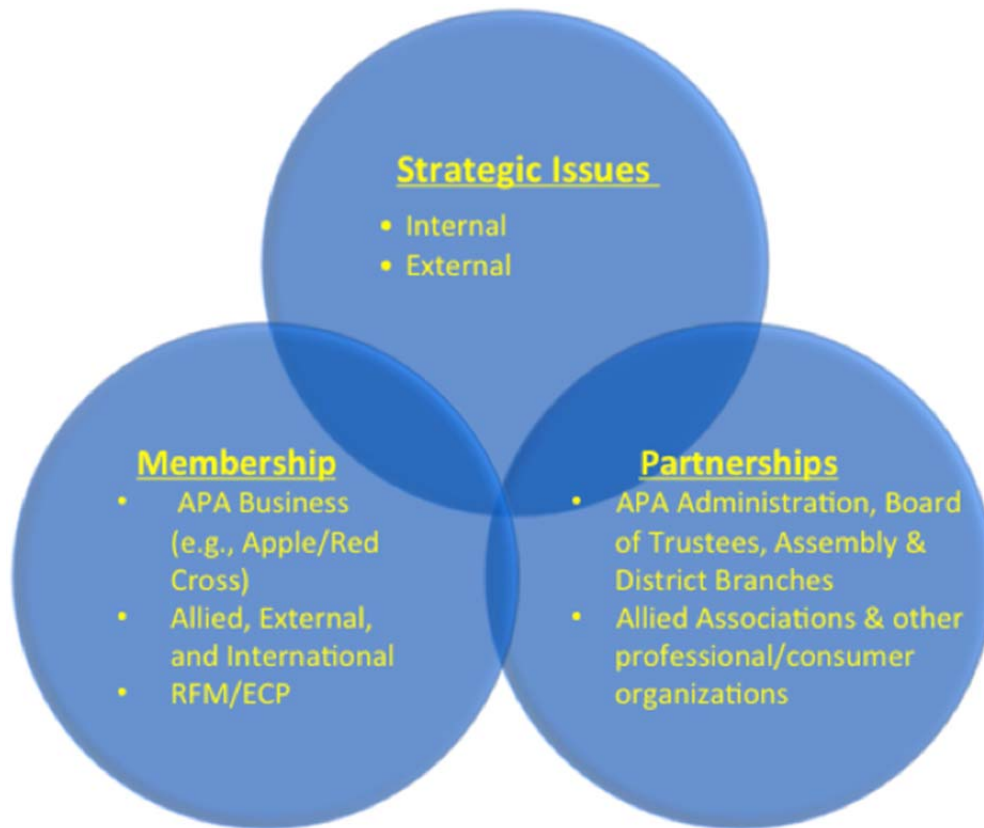 Strategic Issues
• Internal
• External
Membership
• APA Business
(e.g., Apple/Red
Cross)
• Allied, External,
and International
• RFM/ECP
Partnerships
• APA Administration, Board
of Trustees, Assembly &
District Branches
• Allied Associations & other
professional/consumer
organizations